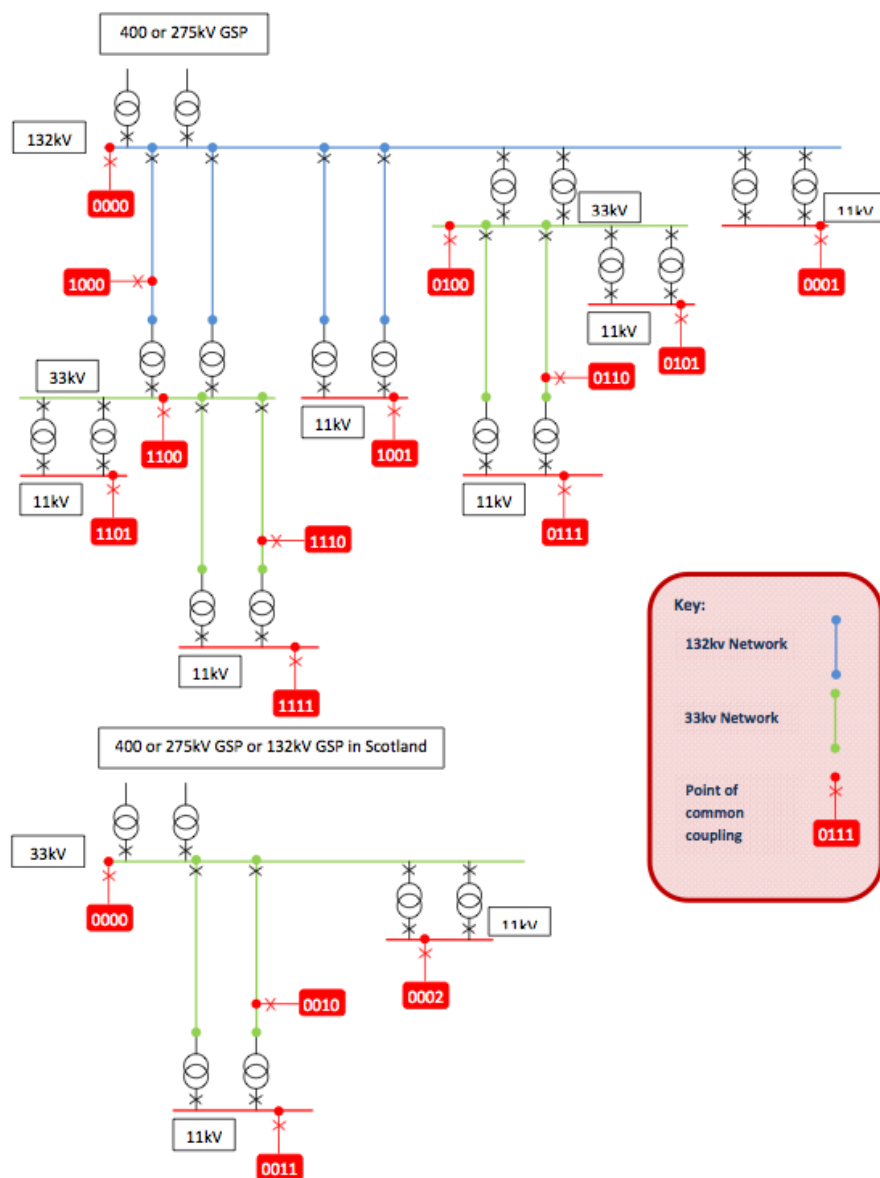 400 or 275kV GSP
132kV
0000
33kV
11kV
1000
0100
0001
11kV
0101
33kV
0110
11kV
1100
1001
11kV
11kV
1101
0111
1110
11kV
1111
Key:
132kv Network
33kv Network
Point of
common
coupling
0111
400 or 275kV GSP or 132kV GSP in Scotland
33kV
0000
11kV
0002
0010
11kV
0011